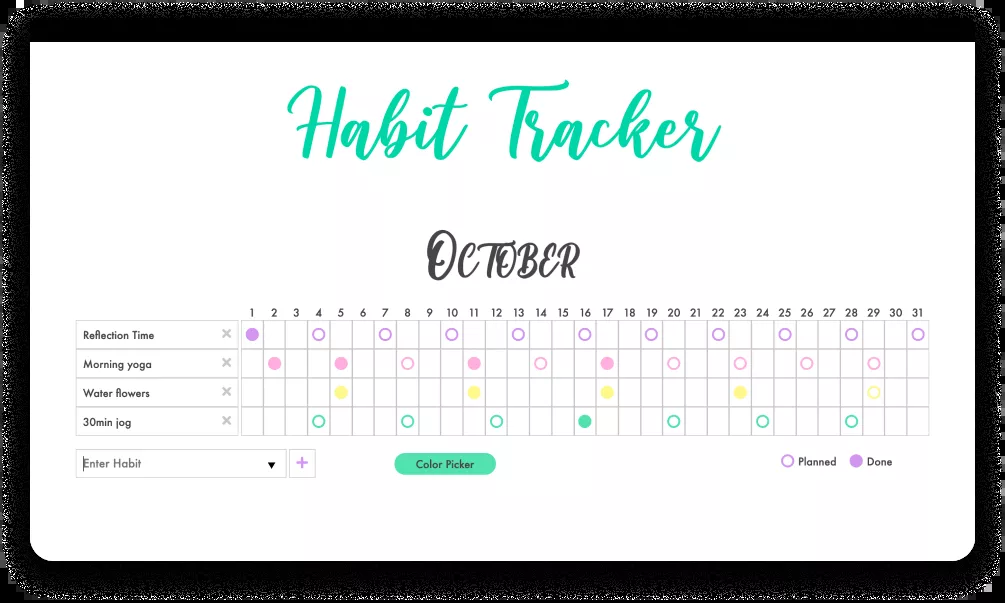 Habit Tracker
October
1 2 3 4 5 6 7 8 9 10 11 12 13 14 15 16 17 18 19 20 21 22 23 24 25 26 27 28 29 30 31
Reflection Time ×
Morning yoga ×
Water flowers ×
30min jog ×
Enter Habit ▼ + Color Picker Planned Done